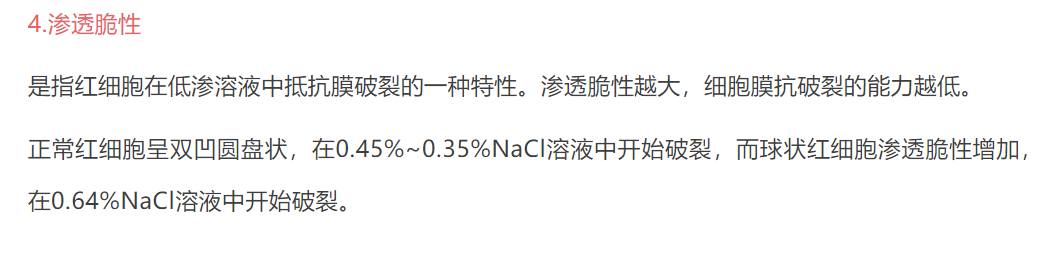 4.渗透脆性
是指红细胞在低渗溶液中抵抗膜破裂的一种特性。渗透脆性越大，细胞膜抗破裂的能力越低。
正常红细胞呈双凹圆盘状，在0.45%~0.35%NaCl溶液中开始破裂，而球状红细胞渗透脆性增加，
在0.64%NaCl溶液中开始破裂。